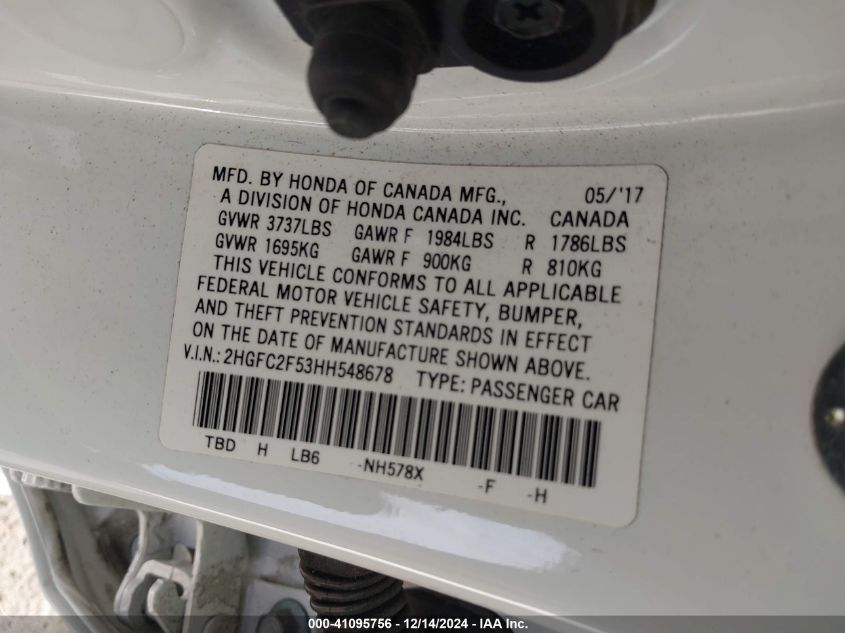 MFD. BY HONDA OF CANADA MFG., 05/'17
A DIVISION OF HONDA CANADA INC. CANADA
GVWR 3737LBS GAWR F 1984LBS R 1786LBS
GVWR 1695KG GAWR F 900KG R 810KG
THIS VEHICLE CONFORMS TO ALL APPLICABLE
FEDERAL MOTOR VEHICLE SAFETY, BUMPER,
AND THEFT PREVENTION STANDARDS IN EFFECT
ON THE DATE OF MANUFACTURE SHOWN ABOVE.
V.I.N.: 2HGFC2F53HH548678 TYPE: PASSENGER CAR
TBD H LB6 -NH578X -F -H
000-41095756 - 12/14/2024 - IAAI Inc.